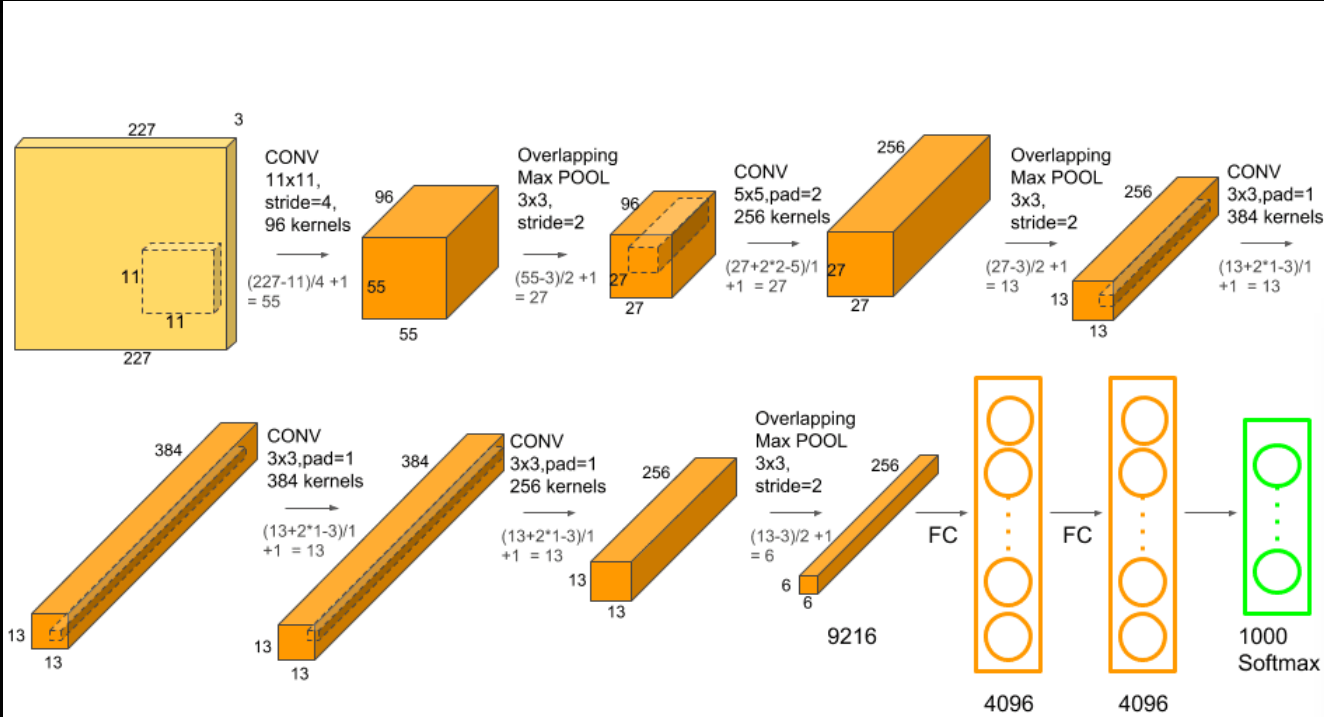 227
3
11
11
227
CONV
11x11,
stride=4,
96 kernels
(227-11)/4 +1
= 55
96
55
55
Overlapping
Max POOL
3x3,
stride=2
(55-3)/2 +1
= 27
96
27
27
CONV
5x5,pad=2
256 kernels
(27+2*2-5)/1
+1 = 27
256
27
27
Overlapping
Max POOL
3x3,
stride=2
(27-3)/2 +1
= 13
256
13
13
CONV
3x3,pad=1
384 kernels
(13+2*1-3)/1
+1 = 13
384
13
13
CONV
3x3,pad=1
384 kernels
(13+2*1-3)/1
+1 = 13
384
13
13
CONV
3x3,pad=1
256 kernels
(13+2*1-3)/1
+1 = 13
256
13
13
Overlapping
Max POOL
3x3,
stride=2
(13-3)/2 +1
= 6
256
6
6
9216
FC
4096
FC
4096
1000
Softmax